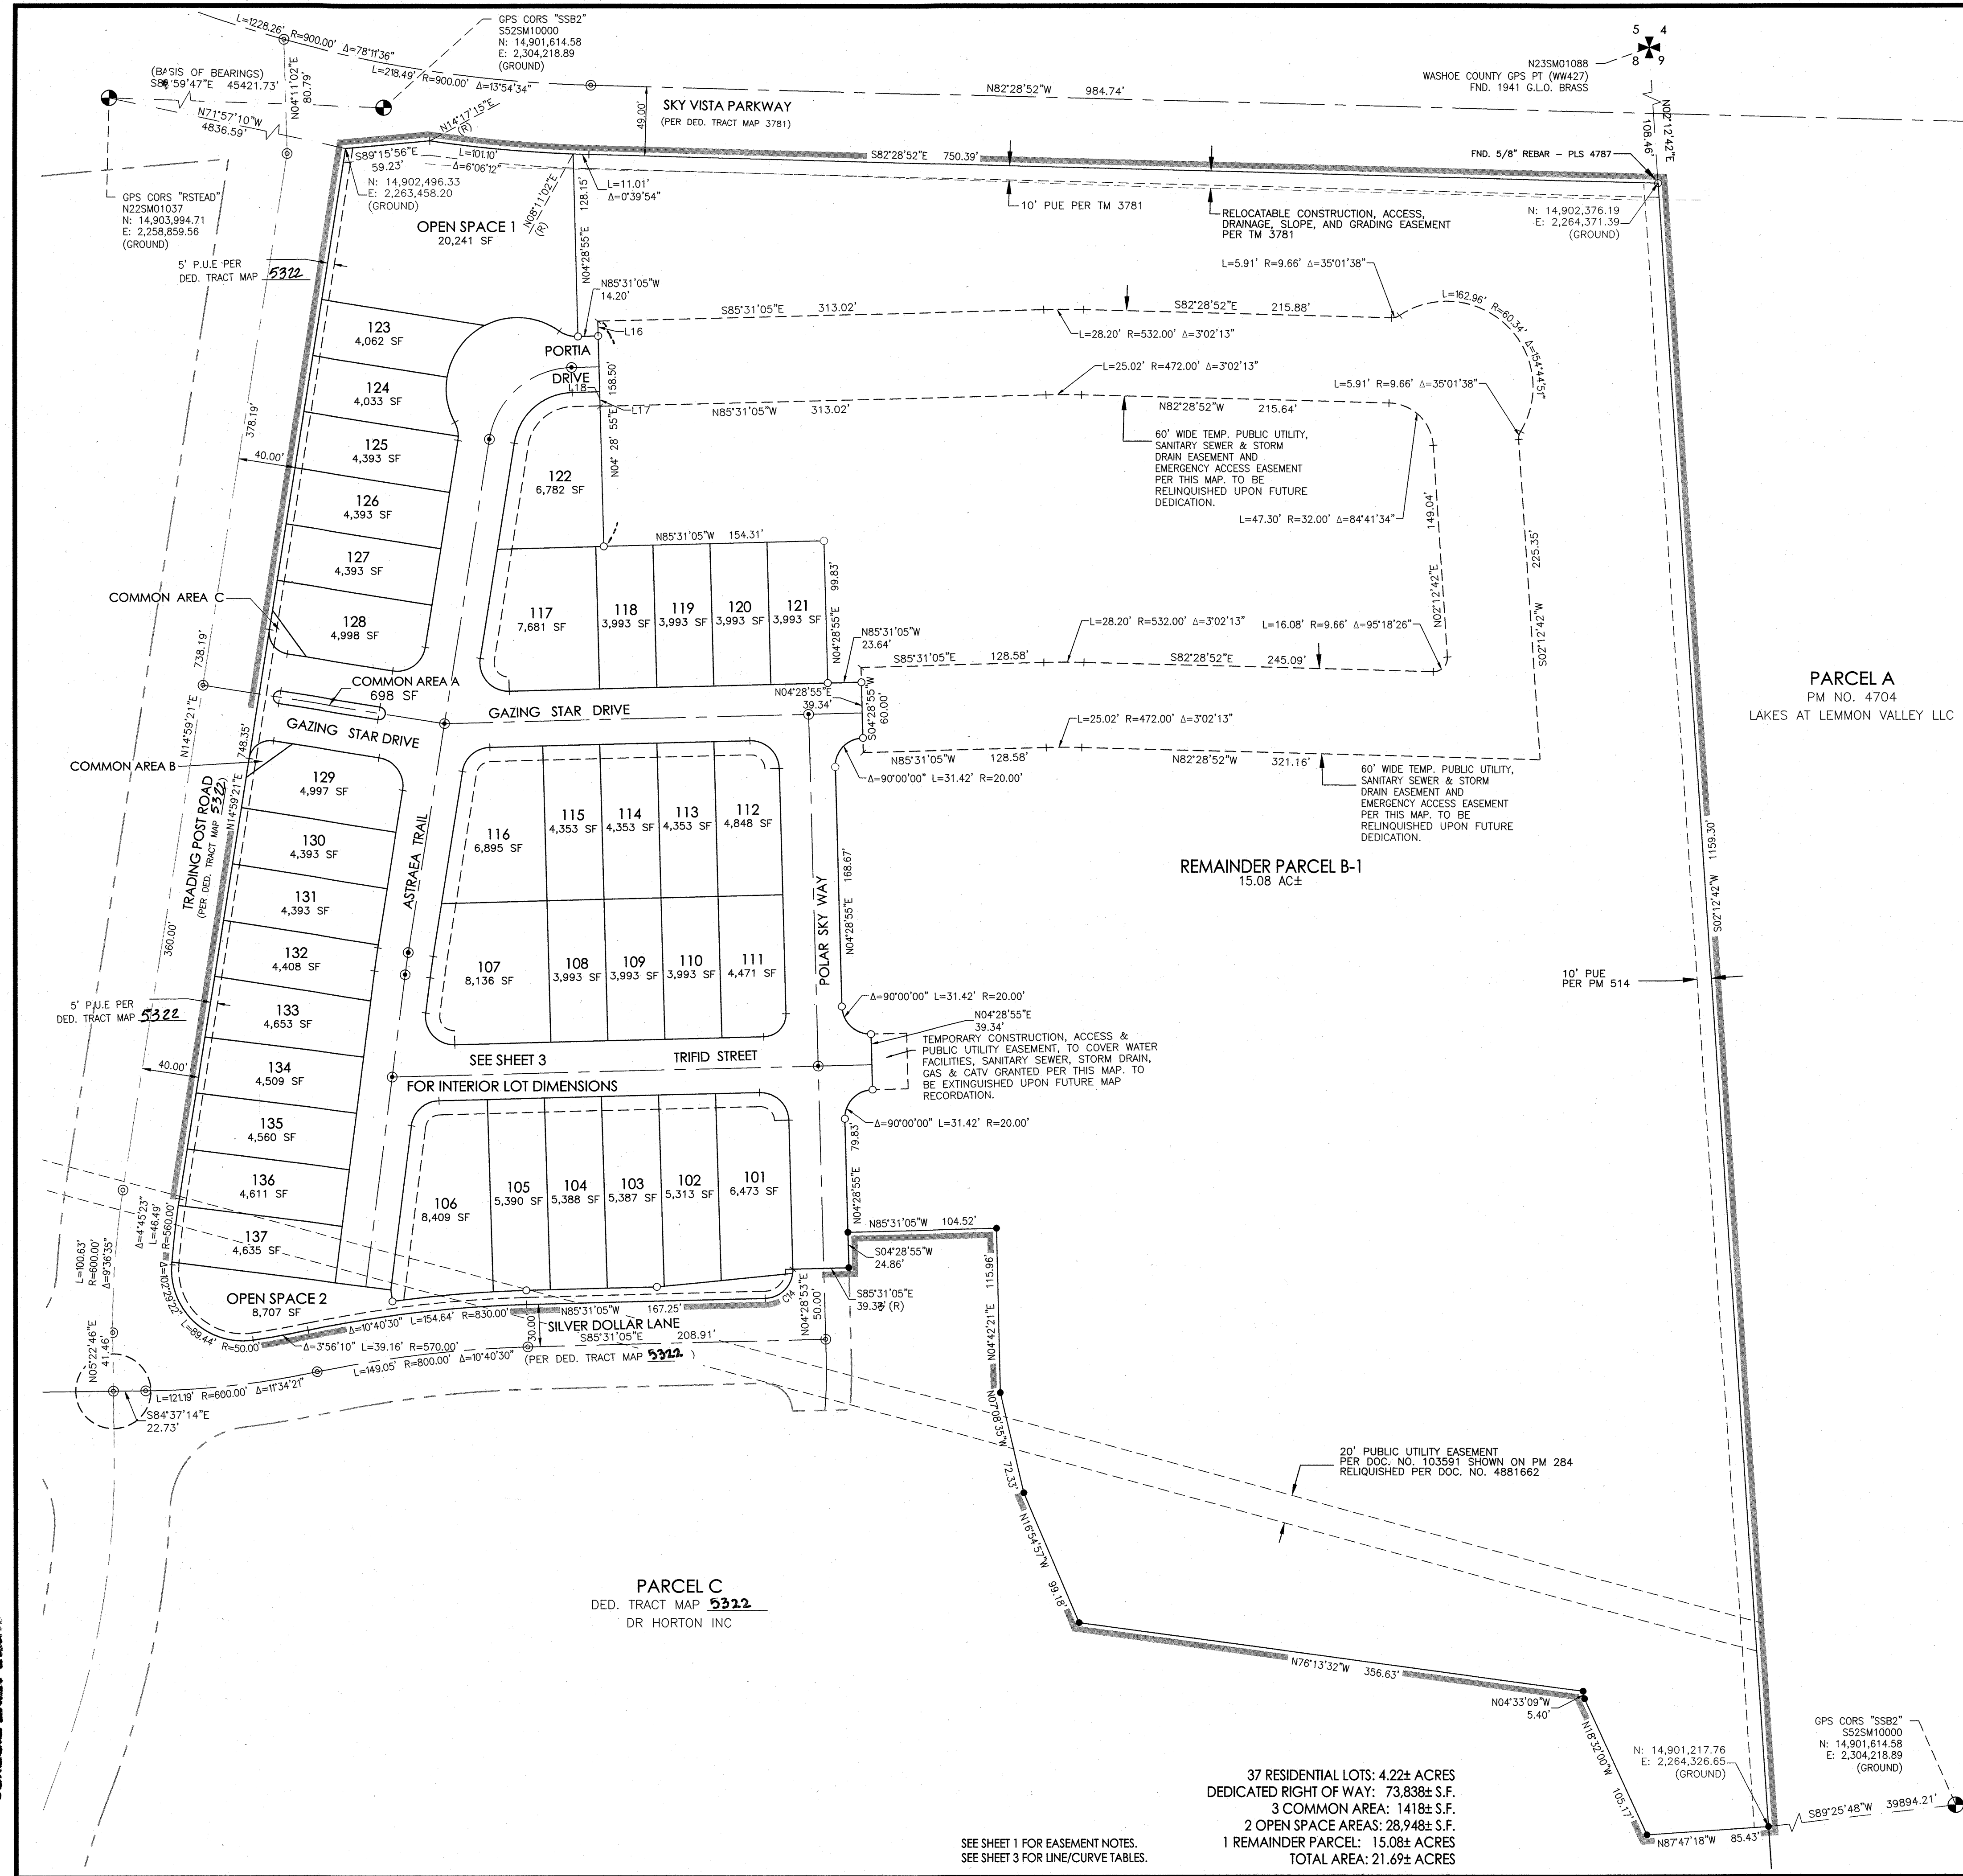 L=1228.26' R=900.00' Δ=78°11'36"
GPS CORS "SSB2"
S52SM10000
N: 14,901,614.58
E: 2,304,218.89
(GROUND)
L=218.49' R=900.00' Δ=13°54'34"
(BASIS OF BEARINGS)
45421.73'
N04°11'02"E
80.79'
N71°57'10"W
4836.59'
N14°17'15"E
(R)
49.00'
SKY VISTA PARKWAY
(PER DED. TRACT MAP 3781)
N82°28'52"W 984.74'
5 4
8 9
N23SM01088
WASHOE COUNTY GPS PT (WW427)
FND. 1941 G.L.O. BRASS
N02°12'42"E
108.46'
FND. 5/8" REBAR - PLS 4787
S89°15'56"E
59.23'
L=101.10'
Δ=6°06'12"
S82°28'52"E 750.39'
N: 14,902,496.33
E: 2,263,458.20
(GROUND)
L=11.01'
Δ=0°39'54"
N08°11'02"E
(R)
128.15'
N04°28'55"E
10' PUE PER TM 3781
RELOCATABLE CONSTRUCTION, ACCESS,
DRAINAGE, SLOPE, AND GRADING EASEMENT
PER TM 3781
N: 14,902,376.19
E: 2,264,371.39
(GROUND)
GPS CORS "RSTEAD"
N22SM01037
N: 14,903,994.71
E: 2,258,859.56
(GROUND)
OPEN SPACE 1
20,241 SF
5' P.U.E PER
DED. TRACT MAP 5322
N85°31'05"W
14.20'
L16
S85°31'05"E 313.02'
L=28.20' R=532.00' Δ=3°02'13"
S82°28'52"E 215.88'
L=5.91' R=9.66' Δ=35°01'38"
L=162.96' R=60.34' Δ=154°44'51"
123
4,062 SF
124
4,033 SF
125
4,393 SF
126
4,393 SF
127
4,393 SF
128
4,998 SF
378.19'
40.00'
PORTIA
DRIVE
L18
L17
158.50'
N04° 28' 55"E
122
6,782 SF
N85°31'05"W 313.02'
L=25.02' R=472.00' Δ=3°02'13"
N82°28'52"W 215.64'
L=5.91' R=9.66' Δ=35°01'38"
60' WIDE TEMP. PUBLIC UTILITY,
SANITARY SEWER & STORM
DRAIN EASEMENT AND
EMERGENCY ACCESS EASEMENT
PER THIS MAP. TO BE
RELINQUISHED UPON FUTURE
DEDICATION.
L=47.30' R=32.00' Δ=84°41'34"
149.04'
N02°12'42"E
225.35'
S02°12'42"W
N85°31'05"W 154.31'
99.83'
N04°28'55"E
117
7,681 SF
118
3,993 SF
119
3,993 SF
120
3,993 SF
121
3,993 SF
COMMON AREA C
COMMON AREA A
698 SF
COMMON AREA B
738.19'
N14°59'21"E
N85°31'05"W
23.64'
N04°28'55"E
39.34'
S04°28'55"W
60.00'
S85°31'05"E 128.58'
L=28.20' R=532.00' Δ=3°02'13"
S82°28'52"E 245.09'
L=16.08' R=9.66' Δ=95°18'26"
GAZING STAR DRIVE
GAZING STAR DRIVE
N85°31'05"W 128.58'
L=25.02' R=472.00' Δ=3°02'13"
N82°28'52"W 321.16'
Δ=90°00'00" L=31.42' R=20.00'
60' WIDE TEMP. PUBLIC UTILITY,
SANITARY SEWER & STORM
DRAIN EASEMENT AND
EMERGENCY ACCESS EASEMENT
PER THIS MAP. TO BE
RELINQUISHED UPON FUTURE
DEDICATION.
PARCEL A
PM NO. 4704
LAKES AT LEMMON VALLEY LLC
N14°59'21"E 748.35'
TRADING POST ROAD
(PER DED. TRACT MAP 5322)
360.00'
129
4,997 SF
130
4,393 SF
131
4,393 SF
132
4,408 SF
133
4,653 SF
134
4,509 SF
135
4,560 SF
136
4,611 SF
137
4,635 SF
ASTRAEA TRAIL
116
6,895 SF
115
4,353 SF
114
4,353 SF
113
4,353 SF
112
4,848 SF
107
8,136 SF
108
3,993 SF
109
3,993 SF
110
3,993 SF
111
4,471 SF
POLAR SKY WAY
N04°28'55"E 168.67'
REMAINDER PARCEL B-1
15.08 AC±
S02°12'42"W 1159.30'
10' PUE
PER PM 514
5' P.U.E PER
DED. TRACT MAP 5322
40.00'
Δ=90°00'00" L=31.42' R=20.00'
N04°28'55"E
39.34'
TEMPORARY CONSTRUCTION, ACCESS &
PUBLIC UTILITY EASEMENT, TO COVER WATER
FACILITIES, SANITARY SEWER, STORM DRAIN,
GAS & CATV GRANTED PER THIS MAP. TO
BE EXTINGUISHED UPON FUTURE MAP
RECORDATION.
SEE SHEET 3
FOR INTERIOR LOT DIMENSIONS
TRIFID STREET
Δ=90°00'00" L=31.42' R=20.00'
N04°28'55"E 79.83'
106
8,409 SF
105
5,390 SF
104
5,388 SF
103
5,387 SF
102
5,313 SF
101
6,473 SF
N85°31'05"W 104.52'
S04°28'55"W
24.86'
S85°31'05"E
(R)
N04°28'53"E
50.00'
115.96'
N04°42'21"E
N07°08'35"W 72.33'
N16°54'57"W 99.18'
Δ=4°45'23"
L=46.49'
R=560.00'
L=100.63'
R=600.00'
Δ=9°36'35"
Δ=102°29'22"
L=89.44' R=50.00'
OPEN SPACE 2
8,707 SF
Δ=10°40'30" L=154.64' R=830.00'
N85°31'05"W 167.25'
C14
30.00'
SILVER DOLLAR LANE
S85°31'05"E 208.91'
(PER DED. TRACT MAP 5322 )
Δ=3°56'10" L=39.16' R=570.00'
L=149.05' R=800.00' Δ=10°40'30"
N05°22'46"E
41.46'
L=121.19' R=600.00' Δ=11°34'21"
S84°37'14"E
22.73'
20' PUBLIC UTILITY EASEMENT
PER DOC. NO. 103591 SHOWN ON PM 284
RELIQUISHED PER DOC. NO. 4881662
PARCEL C
DED. TRACT MAP 5322
DR HORTON INC
N76°13'32"W 356.63'
N04°33'09"W
5.40'
N18°32'00"W 105.17'
N: 14,901,217.76
E: 2,264,326.65
(GROUND)
N87°47'18"W 85.43'
GPS CORS "SSB2"
S52SM10000
N: 14,901,614.58
E: 2,304,218.89
(GROUND)
S89°25'48"W 39894.21'
37 RESIDENTIAL LOTS: 4.22± ACRES
DEDICATED RIGHT OF WAY: 73,838± S.F.
3 COMMON AREA: 1418± S.F.
2 OPEN SPACE AREAS: 28,948± S.F.
1 REMAINDER PARCEL: 15.08± ACRES
TOTAL AREA: 21.69± ACRES
SEE SHEET 1 FOR EASEMENT NOTES.
SEE SHEET 3 FOR LINE/CURVE TABLES.